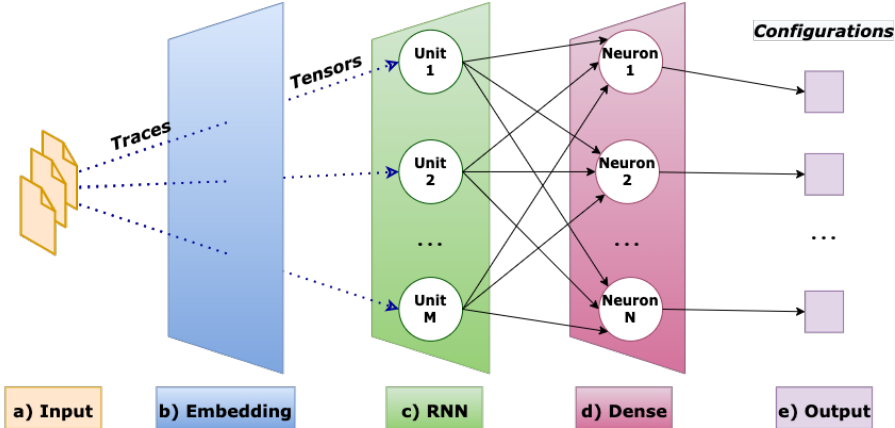 Configurations
Traces
Tensors
Unit
1
Unit
2
...
Unit
M
Neuron
1
Neuron
2
...
Neuron
N
...
a) Input
b) Embedding
c) RNN
d) Dense
e) Output